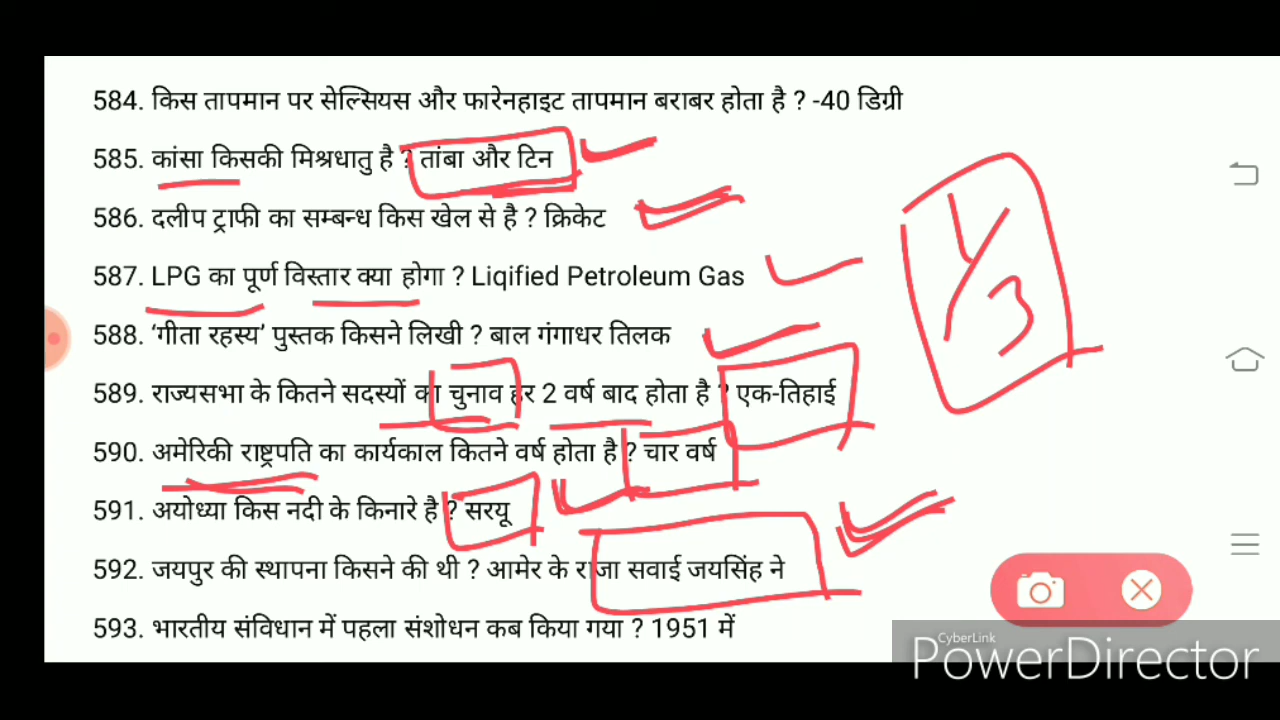 584. किस तापमान पर सेल्सियस और फारेनहाइट तापमान बराबर होता है ? -40 डिग्री
585. कांसा किसकी मिश्रधातु है ? तांबा और टिन
586. दलीप ट्राफी का सम्बन्ध किस खेल से है ? क्रिकेट
587. LPG का पूर्ण विस्तार क्या होगा ? Liqified Petroleum Gas
588. ‘गीता रहस्य’ पुस्तक किसने लिखी ? बाल गंगाधर तिलक
589. राज्यसभा के कितने सदस्यों का चुनाव हर 2 वर्ष बाद होता है ? एक-तिहाई
590. अमेरिकी राष्ट्रपति का कार्यकाल कितने वर्ष होता है ? चार वर्ष
591. अयोध्या किस नदी के किनारे है ? सरयू
592. जयपुर की स्थापना किसने की थी ? आमेर के राजा सवाई जयसिंह ने
593. भारतीय संविधान में पहला संशोधन कब किया गया ? 1951 में
1/3
CyberLink
PowerDirector